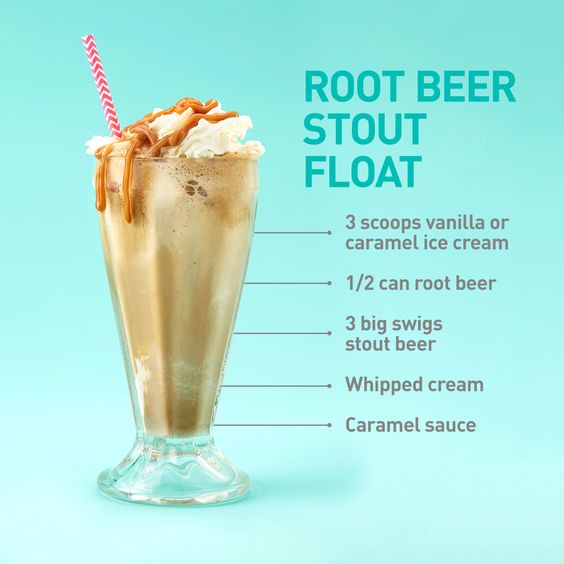 ROOT BEER
STOUT
FLOAT
3 scoops vanilla or
caramel ice cream
1/2 can root beer
3 big swigs
stout beer
Whipped cream
Caramel sauce